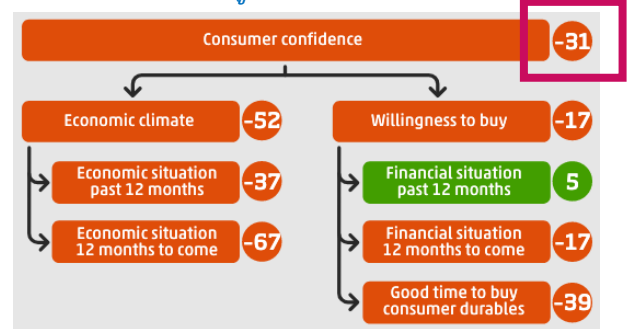 Consumer confidence
-31
Economic climate
-52
Willingness to buy
-17
Economic situation
past 12 months
-37
Financial situation
past 12 months
5
Economic situation
12 months to come
-67
Financial situation
12 months to come
-17
Good time to buy
consumer durables
-39